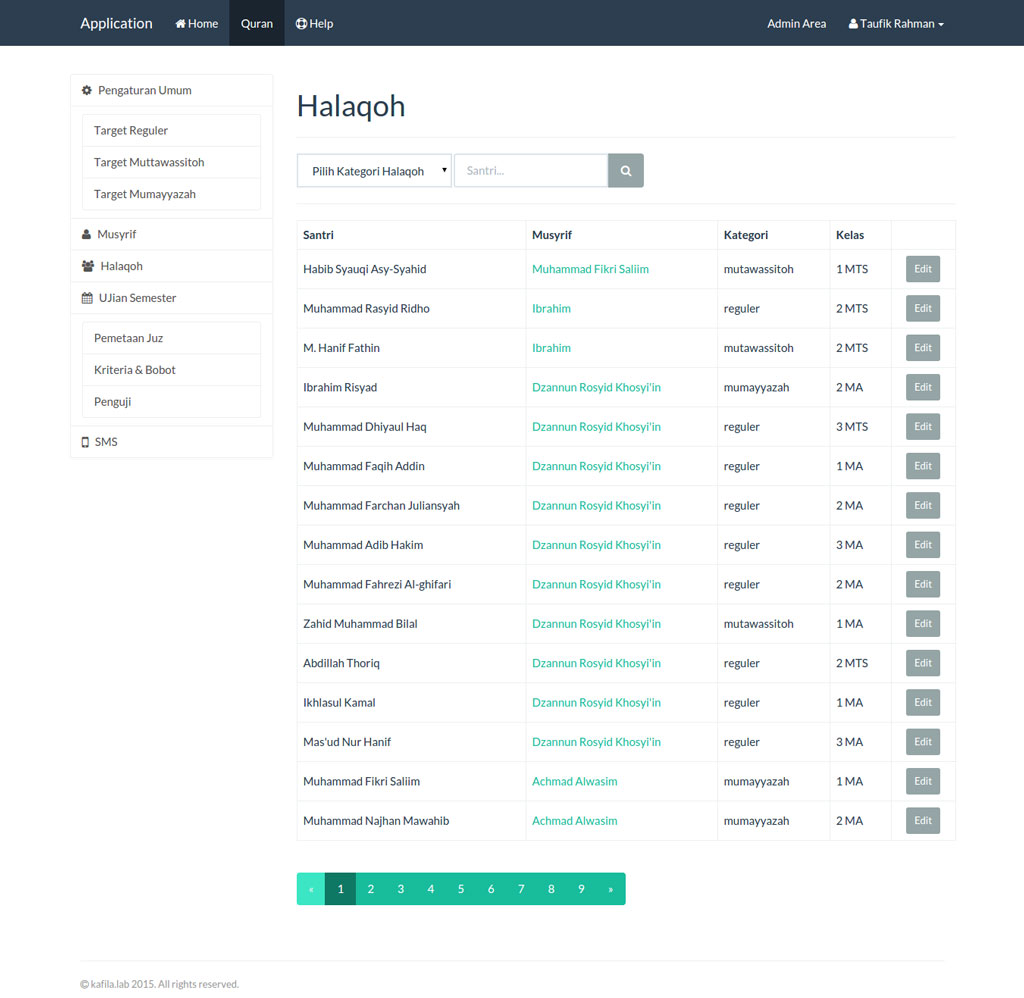 Application Home Quran Help Admin Area Taufik Rahman
Pengaturan Umum
Target Reguler
Target Muttawassitoh
Target Mumayyazah
Musyrif
Halaqoh
UJian Semester
Pemetaan Juz
Kriteria & Bobot
Penguji
SMS
Halaqoh
Pilih Kategori Halaqoh Santri...
Santri Musyrif Kategori Kelas
Habib Syauqi Asy-Syahid Muhammad Fikri Saliim mutawassitoh 1 MTS Edit
Muhammad Rasyid Ridho Ibrahim reguler 2 MTS Edit
M. Hanif Fathin Ibrahim mutawassitoh 2 MTS Edit
Ibrahim Risyad Dzannun Rosyid Khosyi'in mumayyazah 2 MA Edit
Muhammad Dhiyaul Haq Dzannun Rosyid Khosyi'in reguler 3 MTS Edit
Muhammad Faqih Addin Dzannun Rosyid Khosyi'in reguler 1 MA Edit
Muhammad Farchan Juliansyah Dzannun Rosyid Khosyi'in reguler 2 MA Edit
Muhammad Adib Hakim Dzannun Rosyid Khosyi'in reguler 3 MA Edit
Muhammad Fahrezi Al-ghifari Dzannun Rosyid Khosyi'in reguler 2 MA Edit
Zahid Muhammad Bilal Dzannun Rosyid Khosyi'in mutawassitoh 1 MA Edit
Abdillah Thoriq Dzannun Rosyid Khosyi'in reguler 2 MTS Edit
Ikhlasul Kamal Dzannun Rosyid Khosyi'in reguler 1 MA Edit
Mas'ud Nur Hanif Dzannun Rosyid Khosyi'in reguler 3 MA Edit
Muhammad Fikri Saliim Achmad Alwasim mumayyazah 1 MA Edit
Muhammad Najhan Mawahib Achmad Alwasim mumayyazah 2 MA Edit
« 1 2 3 4 5 6 7 8 9 »
© kafila.lab 2015. All rights reserved.